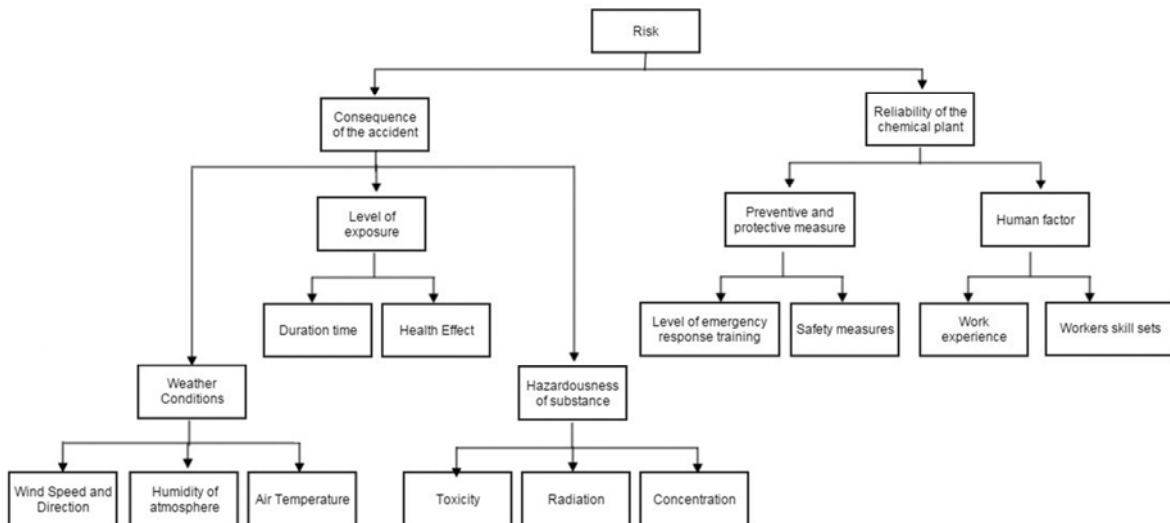 Risk
Consequence
of the accident
Reliability of the
chemical plant
Level of
exposure
Preventive and
protective measure
Human factor
Duration time
Health Effect
Level of emergency
response training
Safety measures
Work
experience
Workers skill sets
Weather
Conditions
Hazardousness
of substance
Wind Speed and
Direction
Humidity of
atmosphere
Air Temperature
Toxicity
Radiation
Concentration